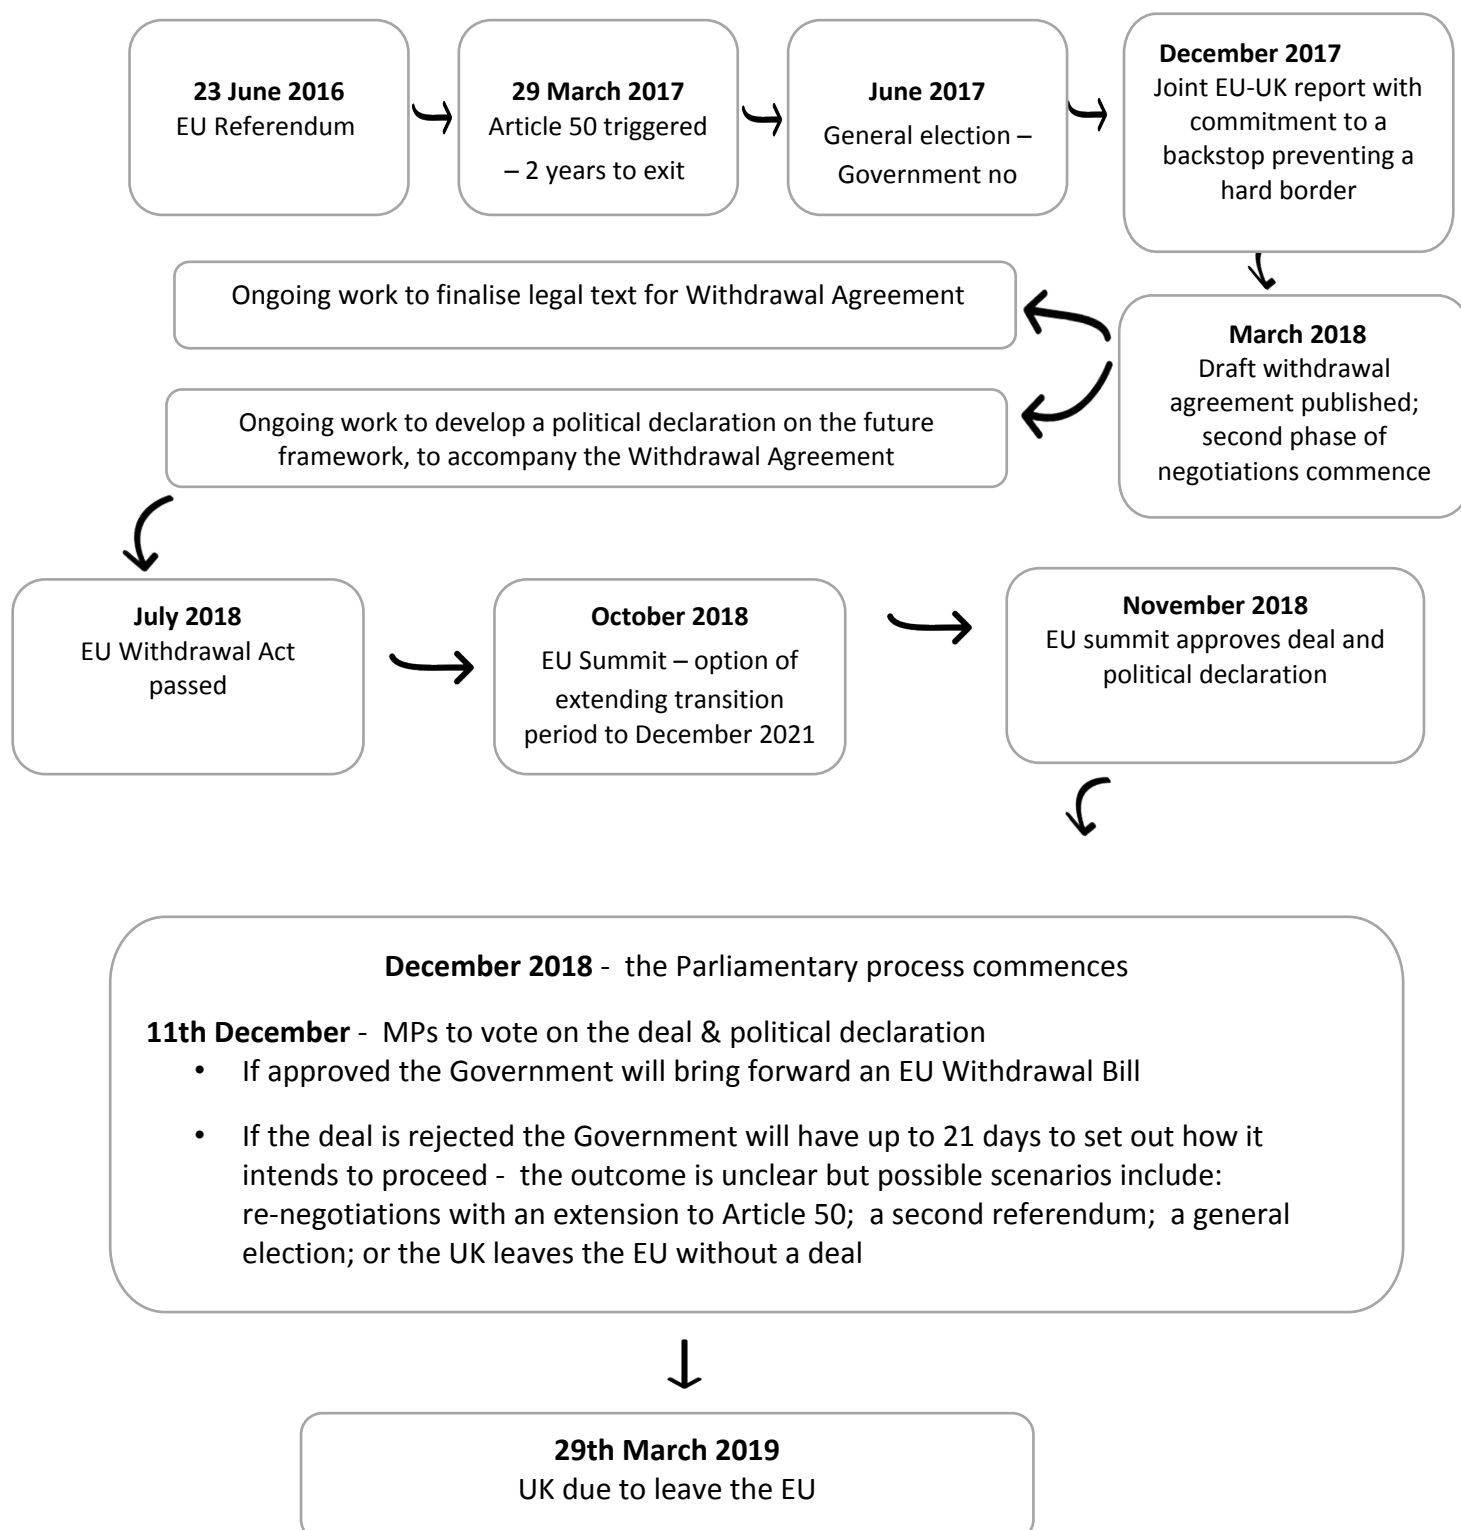 23 June 2016
EU Referendum
29 March 2017
Article 50 triggered
– 2 years to exit
June 2017
General election –
Government no
December 2017
Joint EU-UK report with
commitment to a
backstop preventing a
hard border
Ongoing work to finalise legal text for Withdrawal Agreement
March 2018
Draft withdrawal
agreement published;
second phase of
negotiations commence
Ongoing work to develop a political declaration on the future
framework, to accompany the Withdrawal Agreement
July 2018
EU Withdrawal Act
passed
October 2018
EU Summit – option of
extending transition
period to December 2021
November 2018
EU summit approves deal and
political declaration
December 2018 - the Parliamentary process commences
11th December - MPs to vote on the deal & political declaration
• If approved the Government will bring forward an EU Withdrawal Bill
• If the deal is rejected the Government will have up to 21 days to set out how it
intends to proceed - the outcome is unclear but possible scenarios include:
re-negotiations with an extension to Article 50; a second referendum; a general
election; or the UK leaves the EU without a deal
29th March 2019
UK due to leave the EU